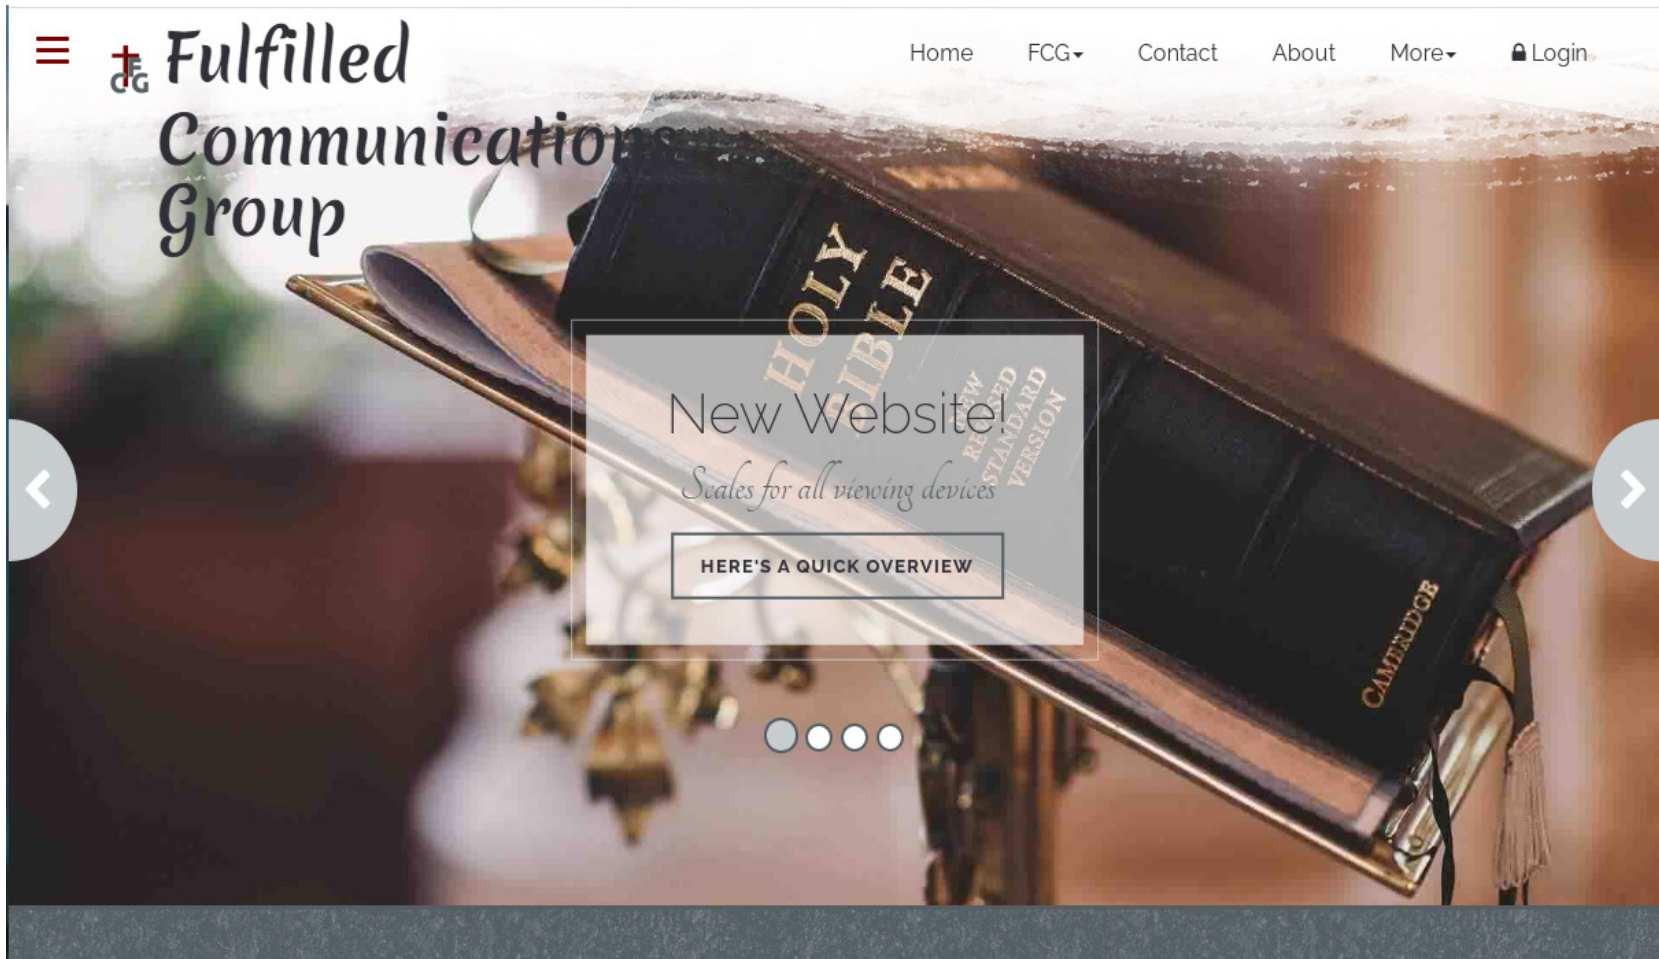 Fulfilled
Communications
Group
CFG
Home
FCG
Contact
About
More
Login
HOLY
BIBLE
NEW
REVISED
STANDARD
VERSION
New Website!
Scales for all viewing devices
HERE'S A QUICK OVERVIEW
CAMBRIDGE